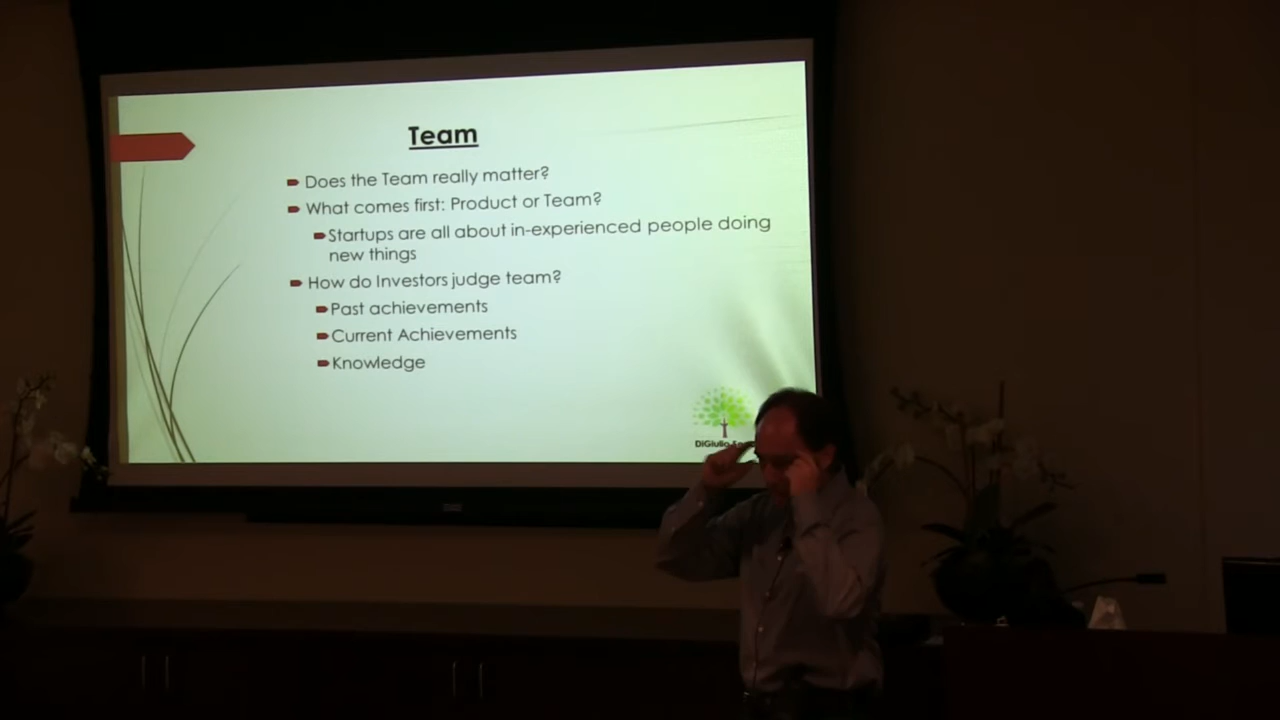 Team
Does the Team really matter?
What comes first: Product or Team?
Startups are all about in-experienced people doing
new things
How do Investors judge team?
Past achievements
Current Achievements
Knowledge
DiGiulio